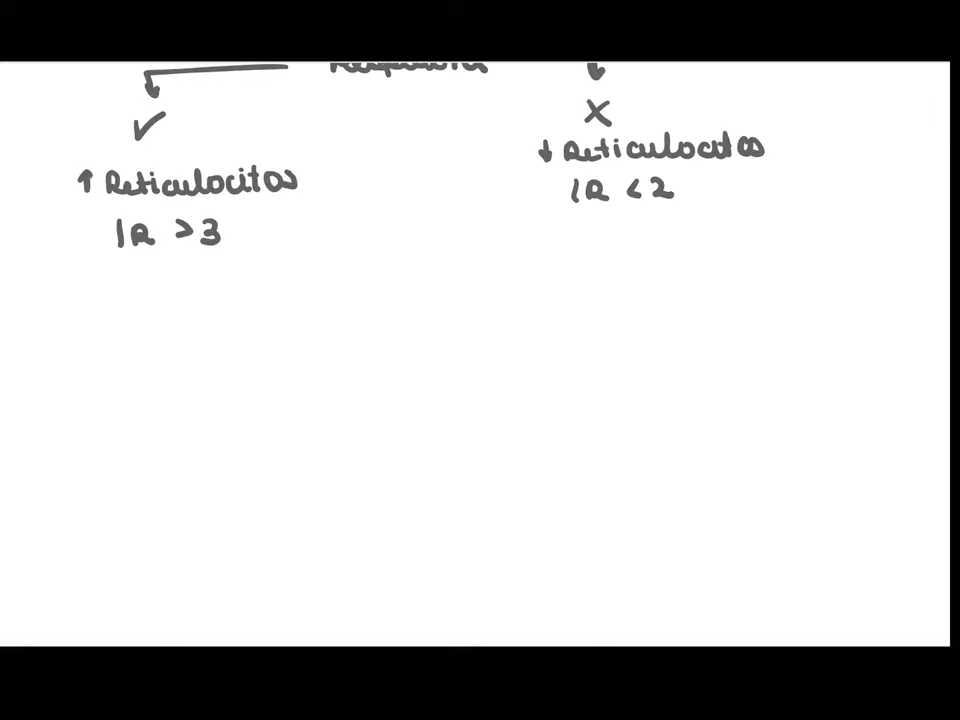 ✓
↑ Reticulocitos
IR > 3
X
↓ Reticulocitos
IR < 2